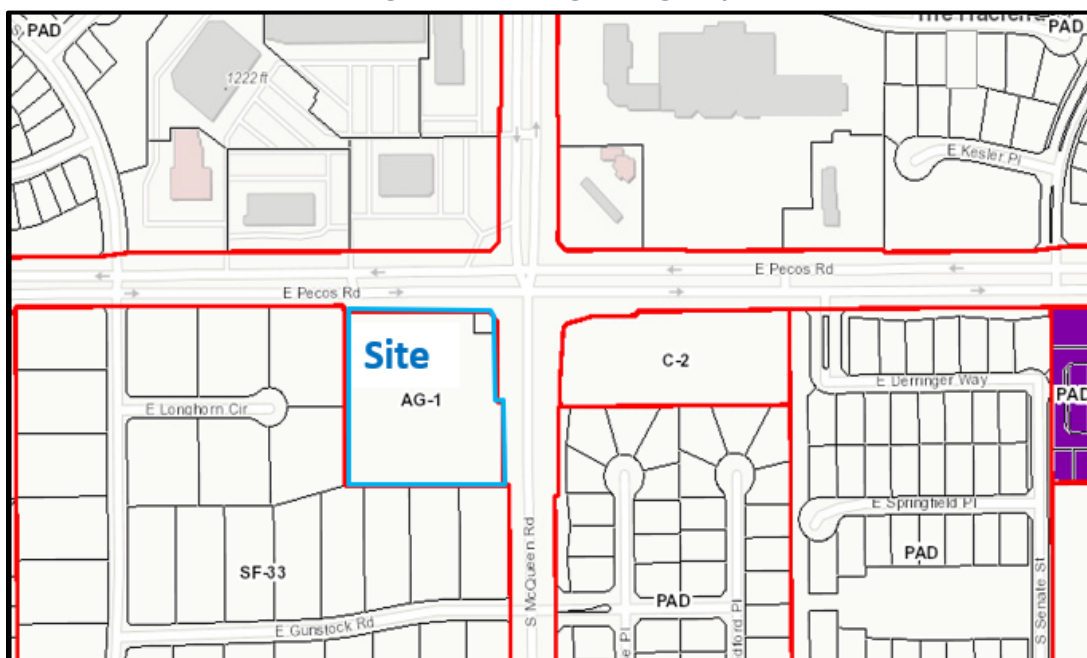 PAD
PAD
1222 ft
E Kesler Pl
E Pecos Rd
E Pecos Rd
Site
AG-1
C-2
E Derringer Way
PAD
E Longhorn Cir
E Springfield Pl
S McQueen Rd
PAD
SF-33
PAD
E Gunstock Rd
S Senate St